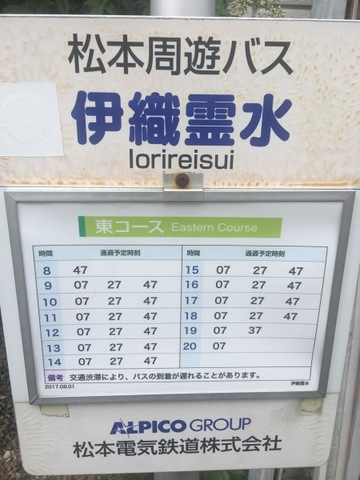 松本周遊バス
伊織霊水
Iorireisui
東コース Eastern Course
時間 通過予定時刻 時間 通過予定時刻
8 47 15 07 27 47
9 07 27 47 16 07 27 47
10 07 27 47 17 07 27 47
11 07 27 47 18 07 27 47
12 07 27 47 19 07 37
13 07 27 47 20 07
14 07 27 47
備考 交通渋滞により、バスの到着が遅れることがあります。
2017.08.01 伊織霊水
ALPICO GROUP
松本電気鉄道株式会社